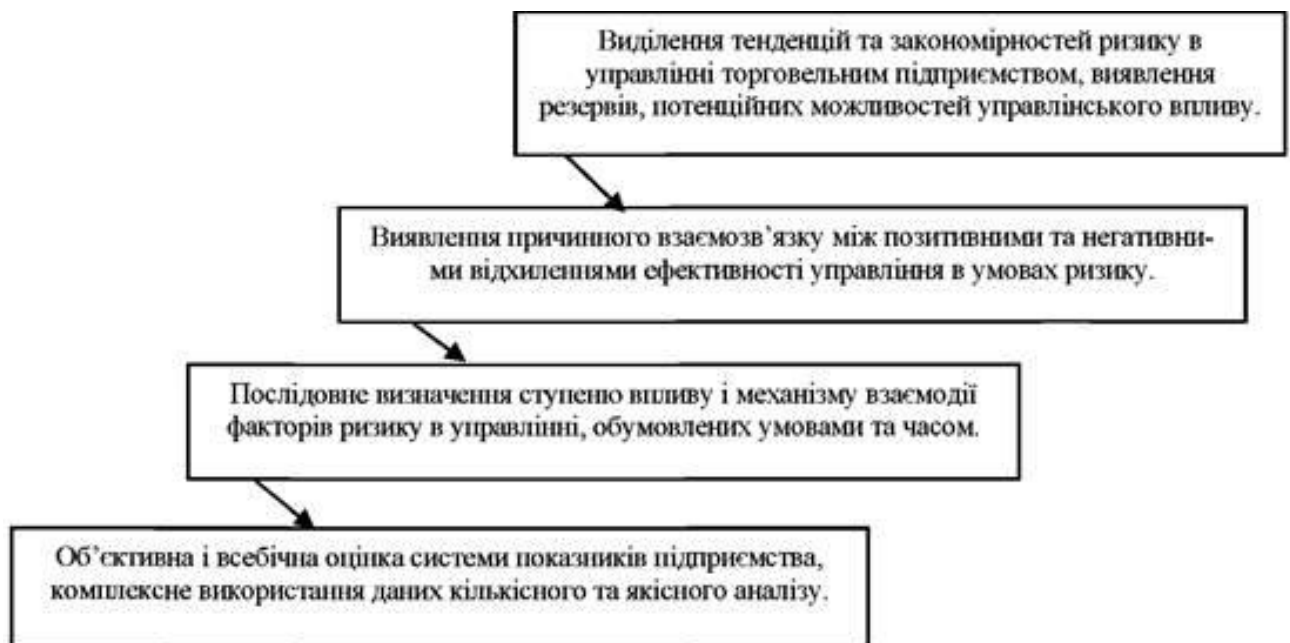 Виділення тенденцій та закономірностей ризику в
управлінні торговельним підприємством, виявлення
резервів, потенційних можливостей управлінського впливу.
Виявлення причинного взаємозв’язку між позитивними та негативни-
ми відхиленнями ефективності управління в умовах ризику.
Послідовне визначення ступеню впливу і механізму взаємодії
факторів ризику в управлінні, обумовлених умовами та часом.
Об’єктивна і всебічна оцінка системи показників підприємства,
комплексне використання даних кількісного та якісного аналізу.